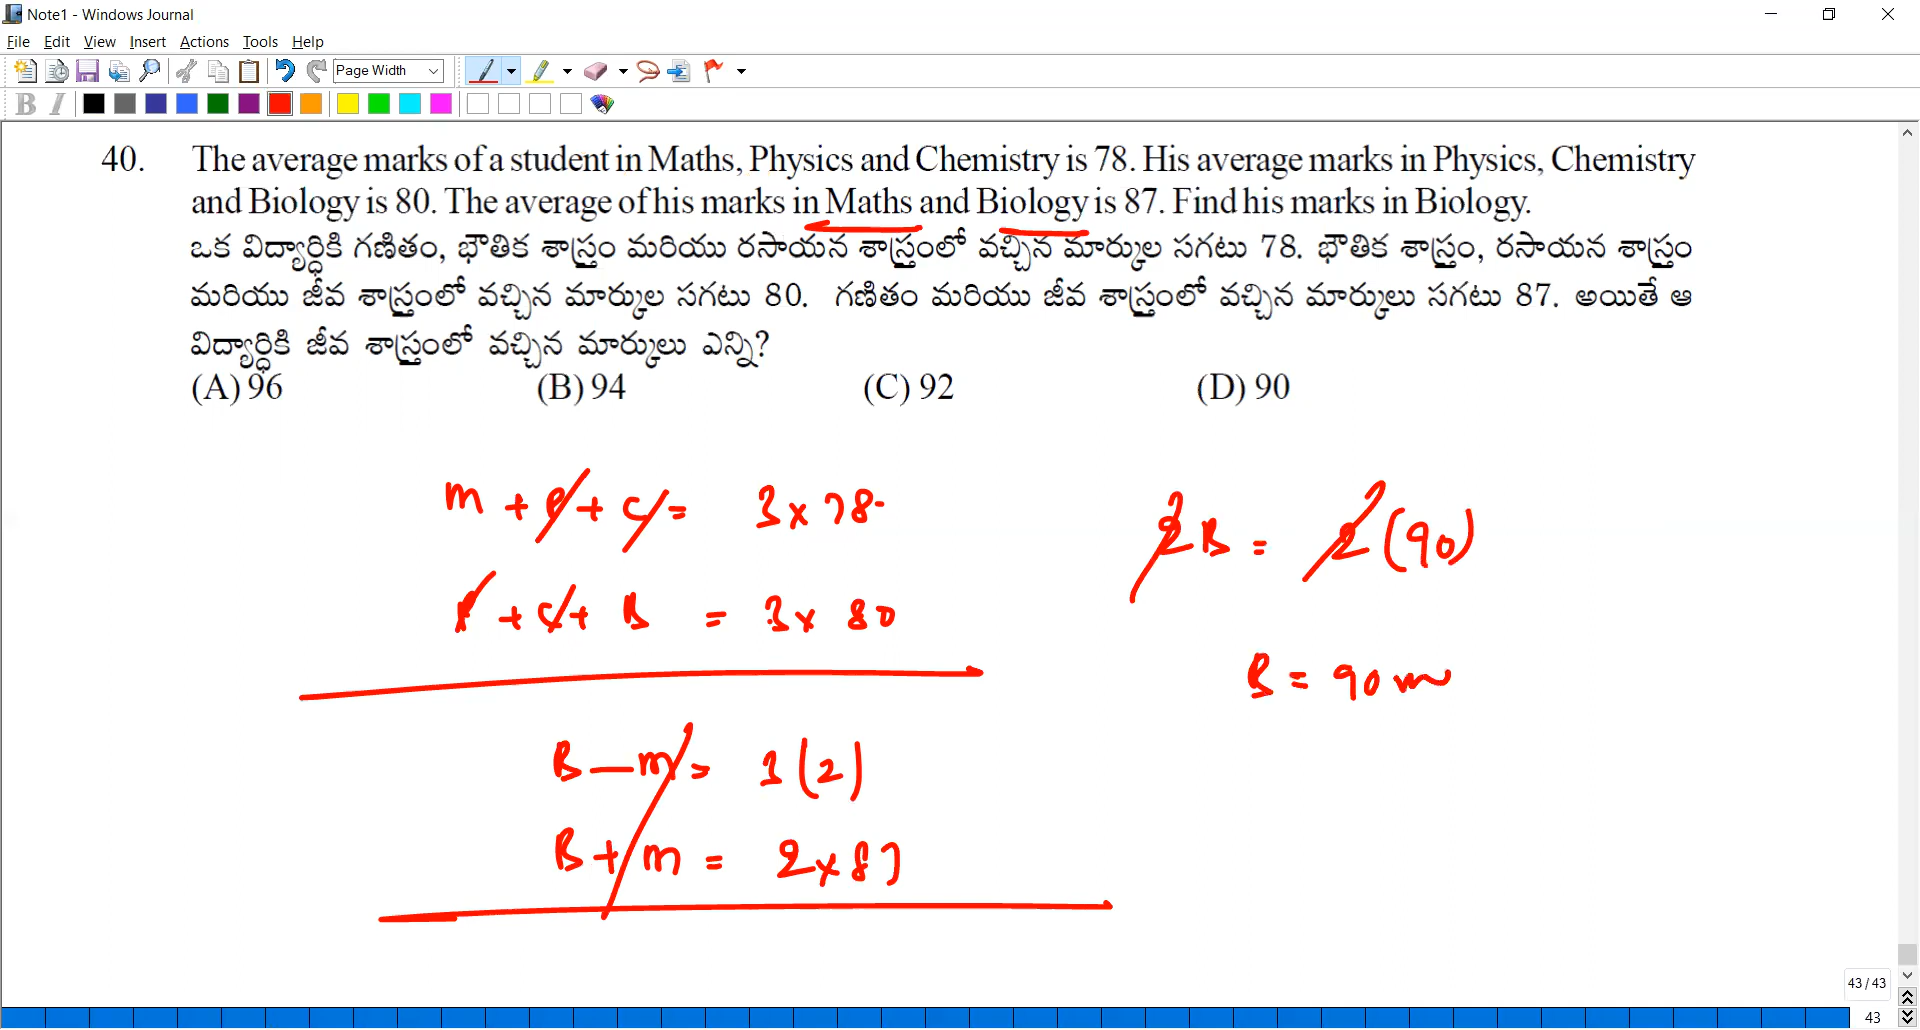 Note1 - Windows Journal
File Edit View Insert Actions Tools Help
Page Width
B I
40. The average marks of a student in Maths, Physics and Chemistry is 78. His average marks in Physics, Chemistry
and Biology is 80. The average of his marks in Maths and Biology is 87. Find his marks in Biology.
ఒక విద్యార్థికి గణితం, భౌతిక శాస్త్రం మరియు రసాయన శాస్త్రంలో వచ్చిన మార్కుల సగటు 78. భౌతిక శాస్త్రం, రసాయన శాస్త్రం
మరియు జీవ శాస్త్రంలో వచ్చిన మార్కుల సగటు 80. గణితం మరియు జీవ శాస్త్రంలో వచ్చిన మార్కులు సగటు 87. అయితే ఆ
విద్యార్థికి జీవ శాస్త్రంలో వచ్చిన మార్కులు ఎన్ని?
(A) 96 (B) 94 (C) 92 (D) 90
m + P + C = 3 x 78
P + C + B = 3 x 80
B - m = 3 (2)
B + m = 2 x 87
2B = 2 (90)
B = 90 m
43 / 43
43